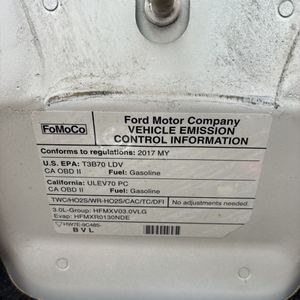 FoMoCo
Ford Motor Company
VEHICLE EMISSION
CONTROL INFORMATION
Conforms to regulations: 2017 MY
U.S. EPA: T3B70 LDV
CA OBD II Fuel: Gasoline
California: ULEV70 PC
CA OBD II Fuel: Gasoline
TWC/HO2S/WR-HO2S/CAC/TC/DFI No adjustments needed.
3.0L-Group: HFMXV03.0VLG
Evap: HFMXR0130NDE
HW7E-9C485-
B V L